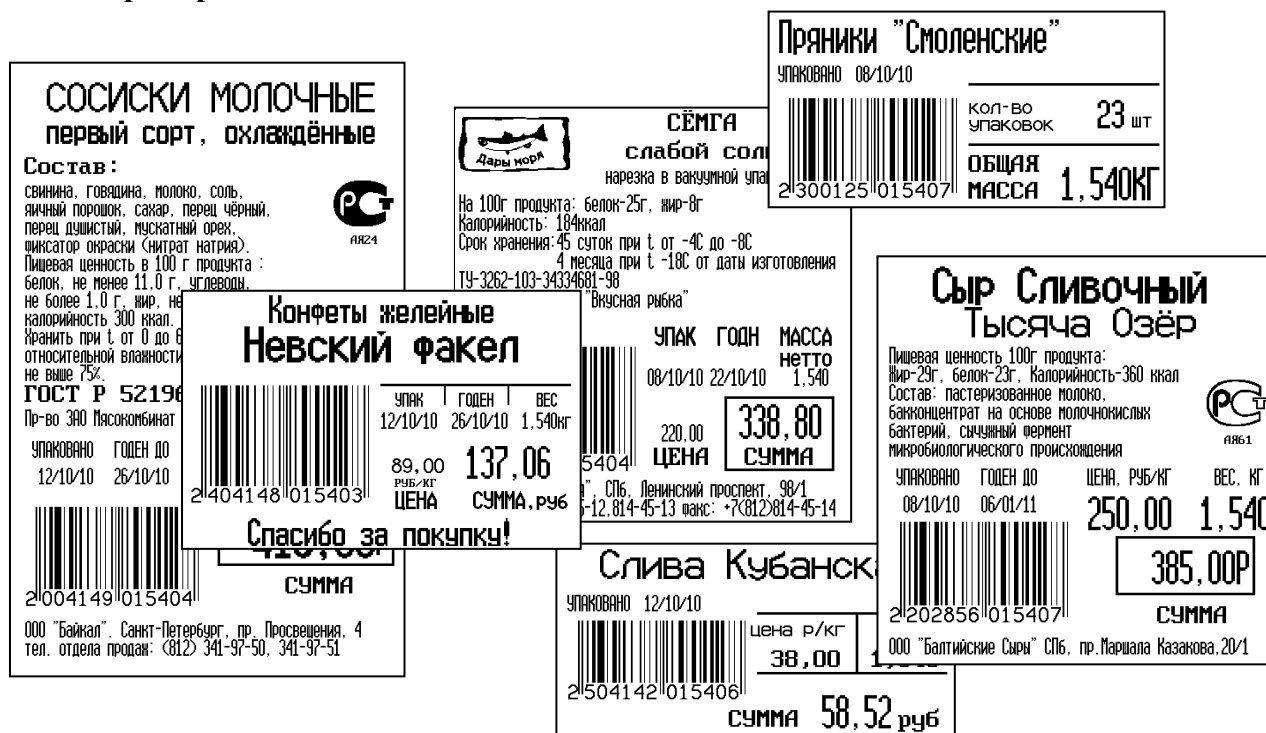 СОСИСКИ МОЛОЧНЫЕ
первый сорт, охлаждённые
Состав:
свинина, говядина, молоко, соль,
яичный порошок, сахар, перец чёрный,
перец душистый, мускатный орех,
фиксатор окраски (нитрат натрия).
Пищевая ценность в 100 г продукта :
белок, не менее 11,0 г, углеводы,
не более 1,0 г, жир, не
калорийность 300 ккал.
Хранить при t от 0 до 6
относительной влажности
не выше 75%.
ГОСТ Р 52196
Пр-во ЗАО Мясокомбинат
РСТ
АЯ24
УПАКОВАНО ГОДЕН ДО
12/10/10 26/10/10
2 004149 015404
СУММА
ООО "Байкал". Санкт-Петербург, пр. Просвещения, 4
тел. отдела продаж: (812) 341-97-50, 341-97-51
Конфеты желейные
Невский факел
УПАК ГОДЕН ВЕС
12/10/10 26/10/10 1,540кг
89,00 137,06
РУБ/КГ
ЦЕНА СУММА,руб
2 404148 015403
Спасибо за покупку!
Дары моря
СЁМГА
слабой
нарезка в вакуумной
На 100г продукта: белок-25г, жир-8г
Калорийность: 184ккал
Срок хранения:45 суток при t от -4С до -8С
4 месяца при t -18С от даты изготовления
ТУ-3262-103-34334681-98
"Вкусная рыбка"
УПАК ГОДН МАССА
нетто
08/10/10 22/10/10 1,540
220,00 338,80
ЦЕНА СУММА
5404
", СПб, Ленинский проспект, 98/1
-12,814-45-13 факс: +7(812)814-45-14
Пряники "Смоленские"
УПАКОВАНО 08/10/10
кол-во
упаковок 23 шт
ОБЩАЯ
МАССА 1,540КГ
2 300125 015407
Сыр Сливочный
Тысяча Озёр
Пищевая ценность 100г продукта:
Жир-29г, белок-23г, Калорийность-360 ккал
Состав: пастеризованное молоко,
бакконцентрат на основе молочнокислых
бактерий, сычужный фермент
микробиологического происхождения
РСТ
АЯ61
УПАКОВАНО ГОДЕН ДО ЦЕНА, РУБ/КГ ВЕС, КГ
08/10/10 06/01/11 250,00 1,540
385,00Р
СУММА
2 202856 015407
ООО "Балтийские Сыры" СПб, пр.Маршала Казакова,20/1
Слива
УПАКОВАНО 12/10/10
цена р/кг
38,00
2 504142 015406
СУММА 58,52 руб